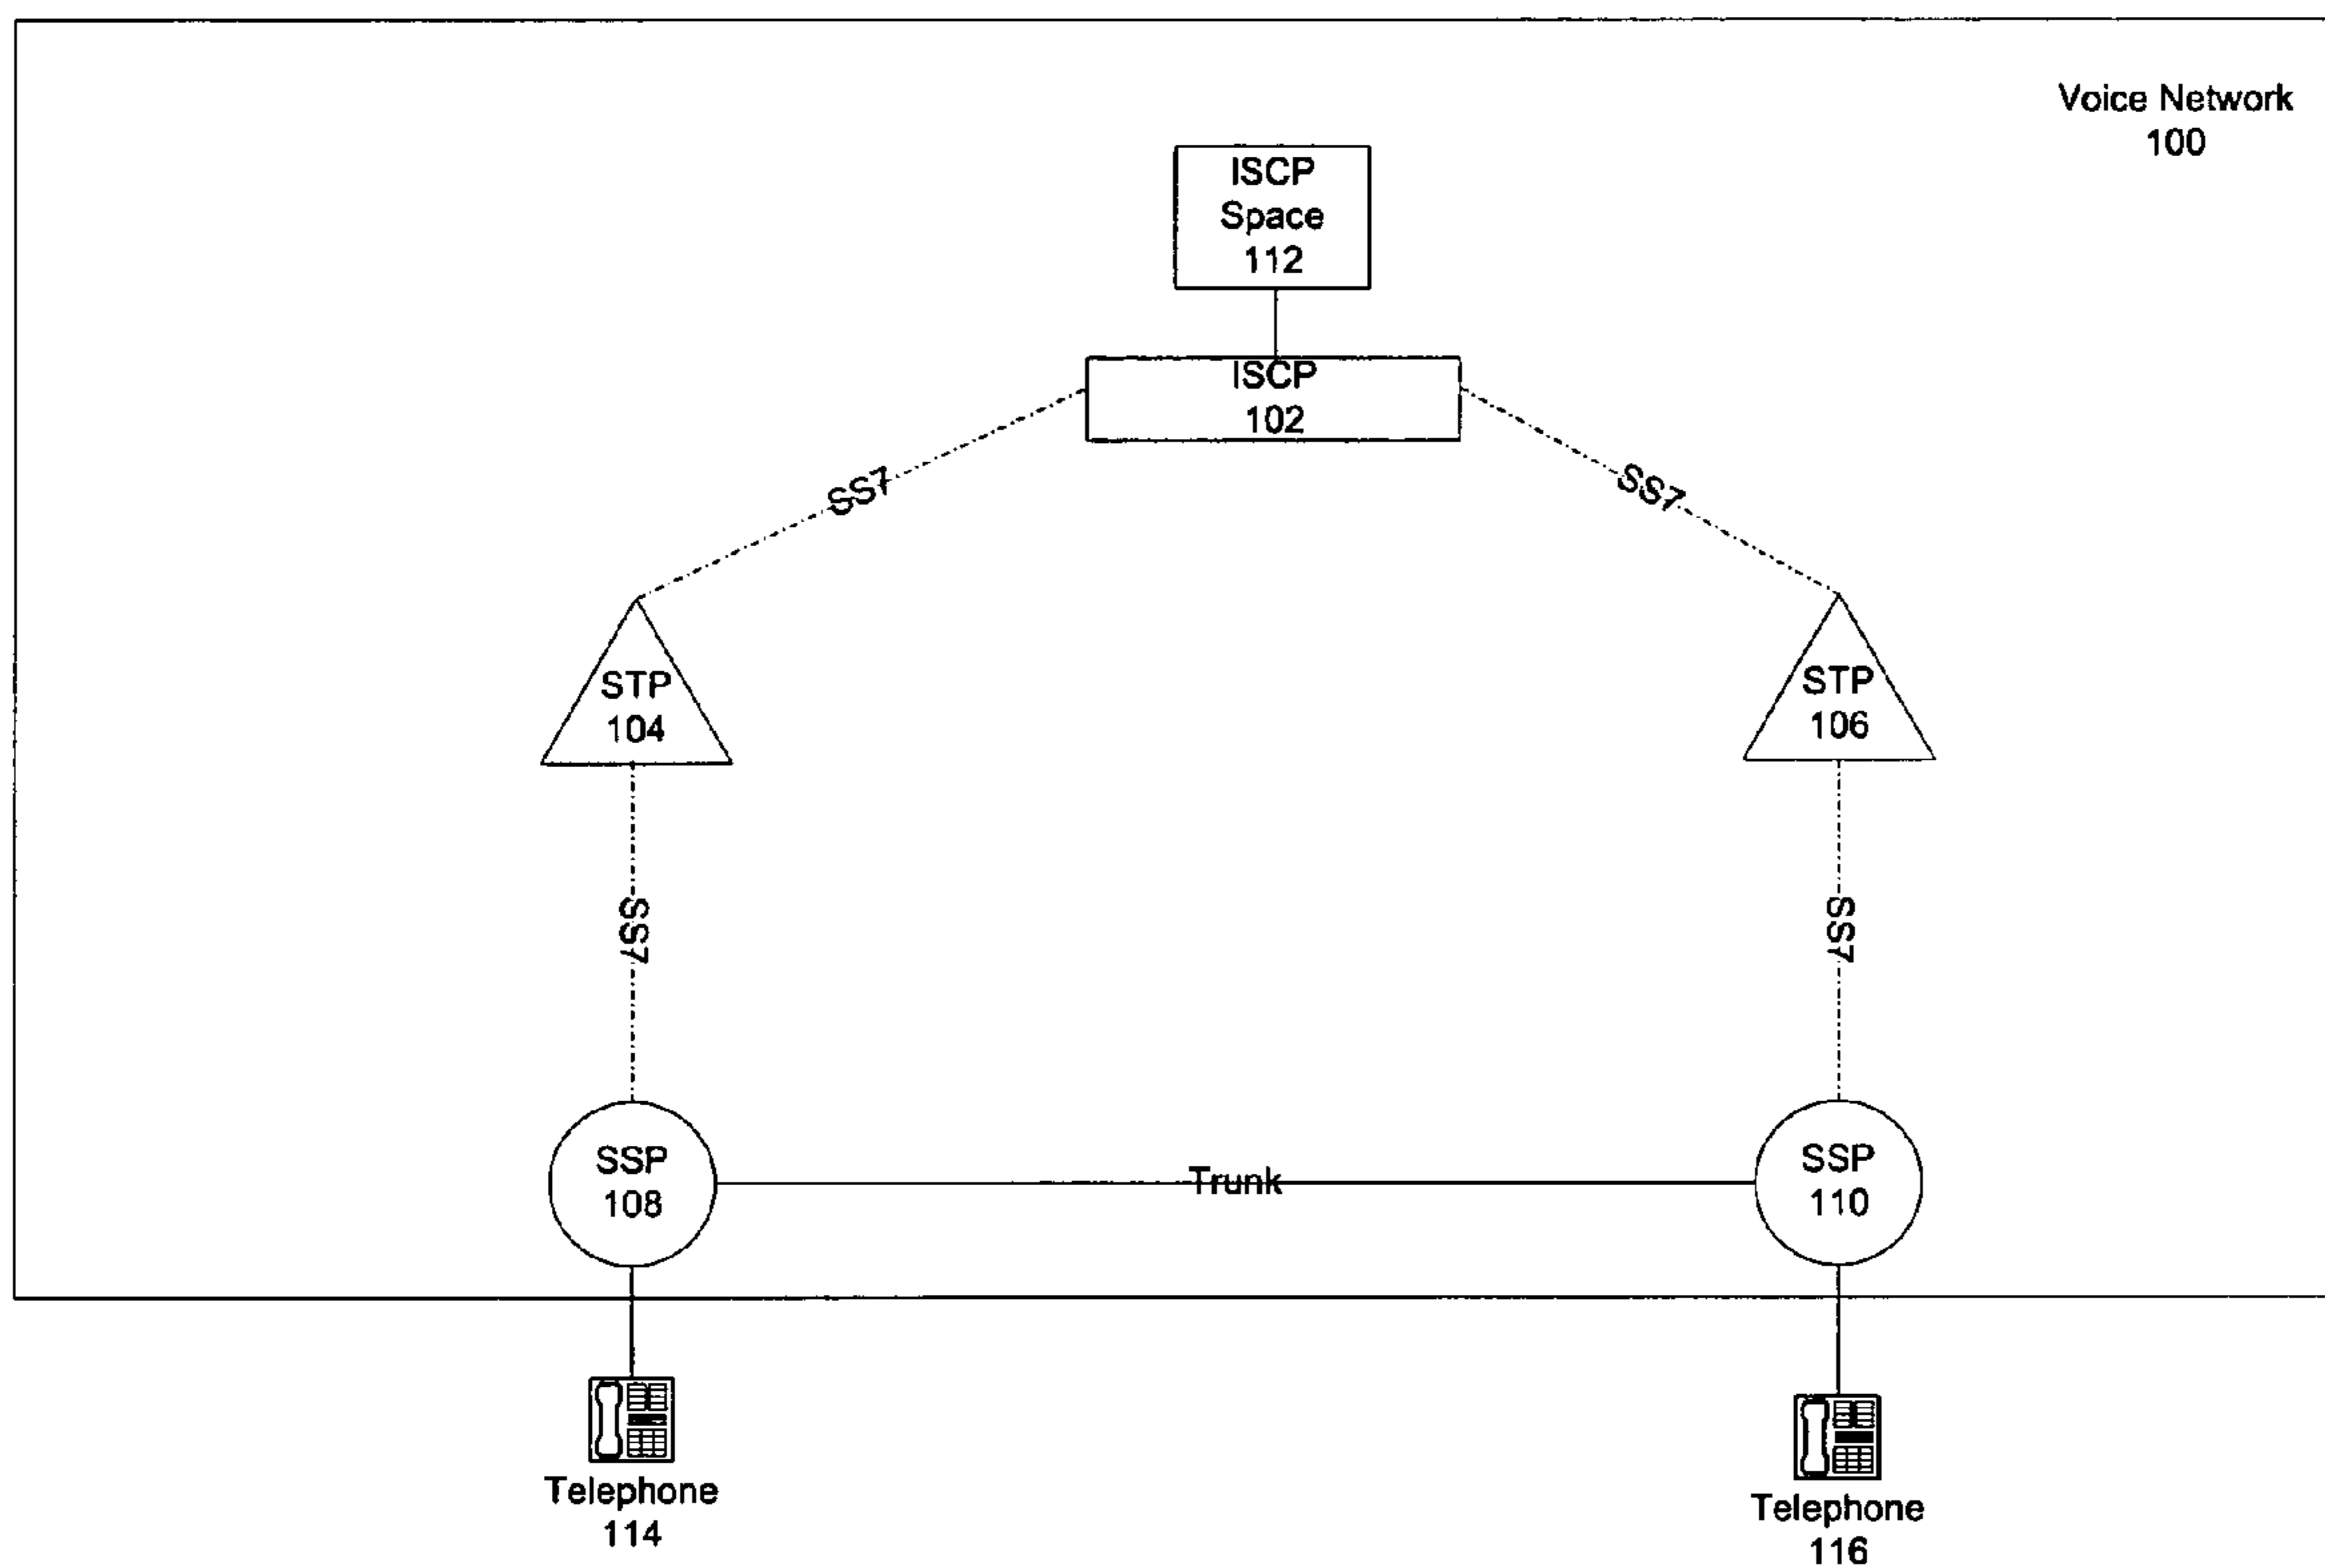 Voice Network
100
ISCP
Space
112
ISCP
102
SS7
SS7
STP
104
STP
106
SS7
SS7
SSP
108
Trunk
SSP
110
Telephone
114
Telephone
116